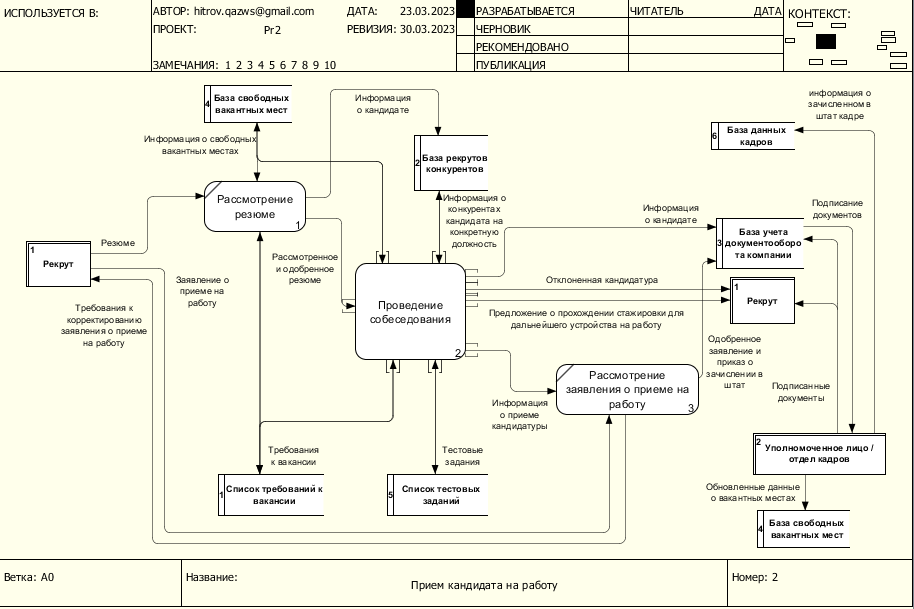 ИСПОЛЬЗУЕТСЯ В:
АВТОР: hitrov.qazws@gmail.com
ДАТА: 23.03.2023
ПРОЕКТ: Pr2
РЕВИЗИЯ: 30.03.2023
ЗАМЕЧАНИЯ: 1 2 3 4 5 6 7 8 9 10
РАЗРАБАТЫВАЕТСЯ
ЧЕРНОВИК
РЕКОМЕНДОВАНО
ПУБЛИКАЦИЯ
ЧИТАТЕЛЬ
ДАТА
КОНТЕКСТ:
4
База свободных
вакантных мест
Информация
о кандидате
информация о
зачисленном в
штат кадре
6
База данных
кадров
Информация о свободных
вакантных местах
2
База рекрутов
конкурентов
Рассмотрение
резюме
1
Информация о
конкурентах
кандидата на
конкретную
должность
Информация
о кандидате
Подписание
документов
Резюме
1
Рекрут
Рассмотренное
и одобренное
резюме
3
База учета
документооборо
та компании
Заявление о
приеме на
работу
Отклоненная кандидатура
1
Рекрут
Требования к
корректированию
заявления о приеме
на работу
Проведение
собеседования
2
Предложение о прохождении стажировки для
дальнейшего устройства на работу
Одобренное
заявление и
приказ о
зачислении в
штат
Рассмотрение
заявления о приеме на
работу
3
Подписанные
документы
Информация
о приеме
кандидатуры
Требования
к вакансии
Тестовые
задания
2
Уполномоченное лицо /
отдел кадров
1
Список требований к
вакансии
5
Список тестовых
заданий
Обновленные данные
о вакантных местах
4
База свободных
вакантных мест
Ветка: A0
Название:
Прием кандидата на работу
Номер: 2